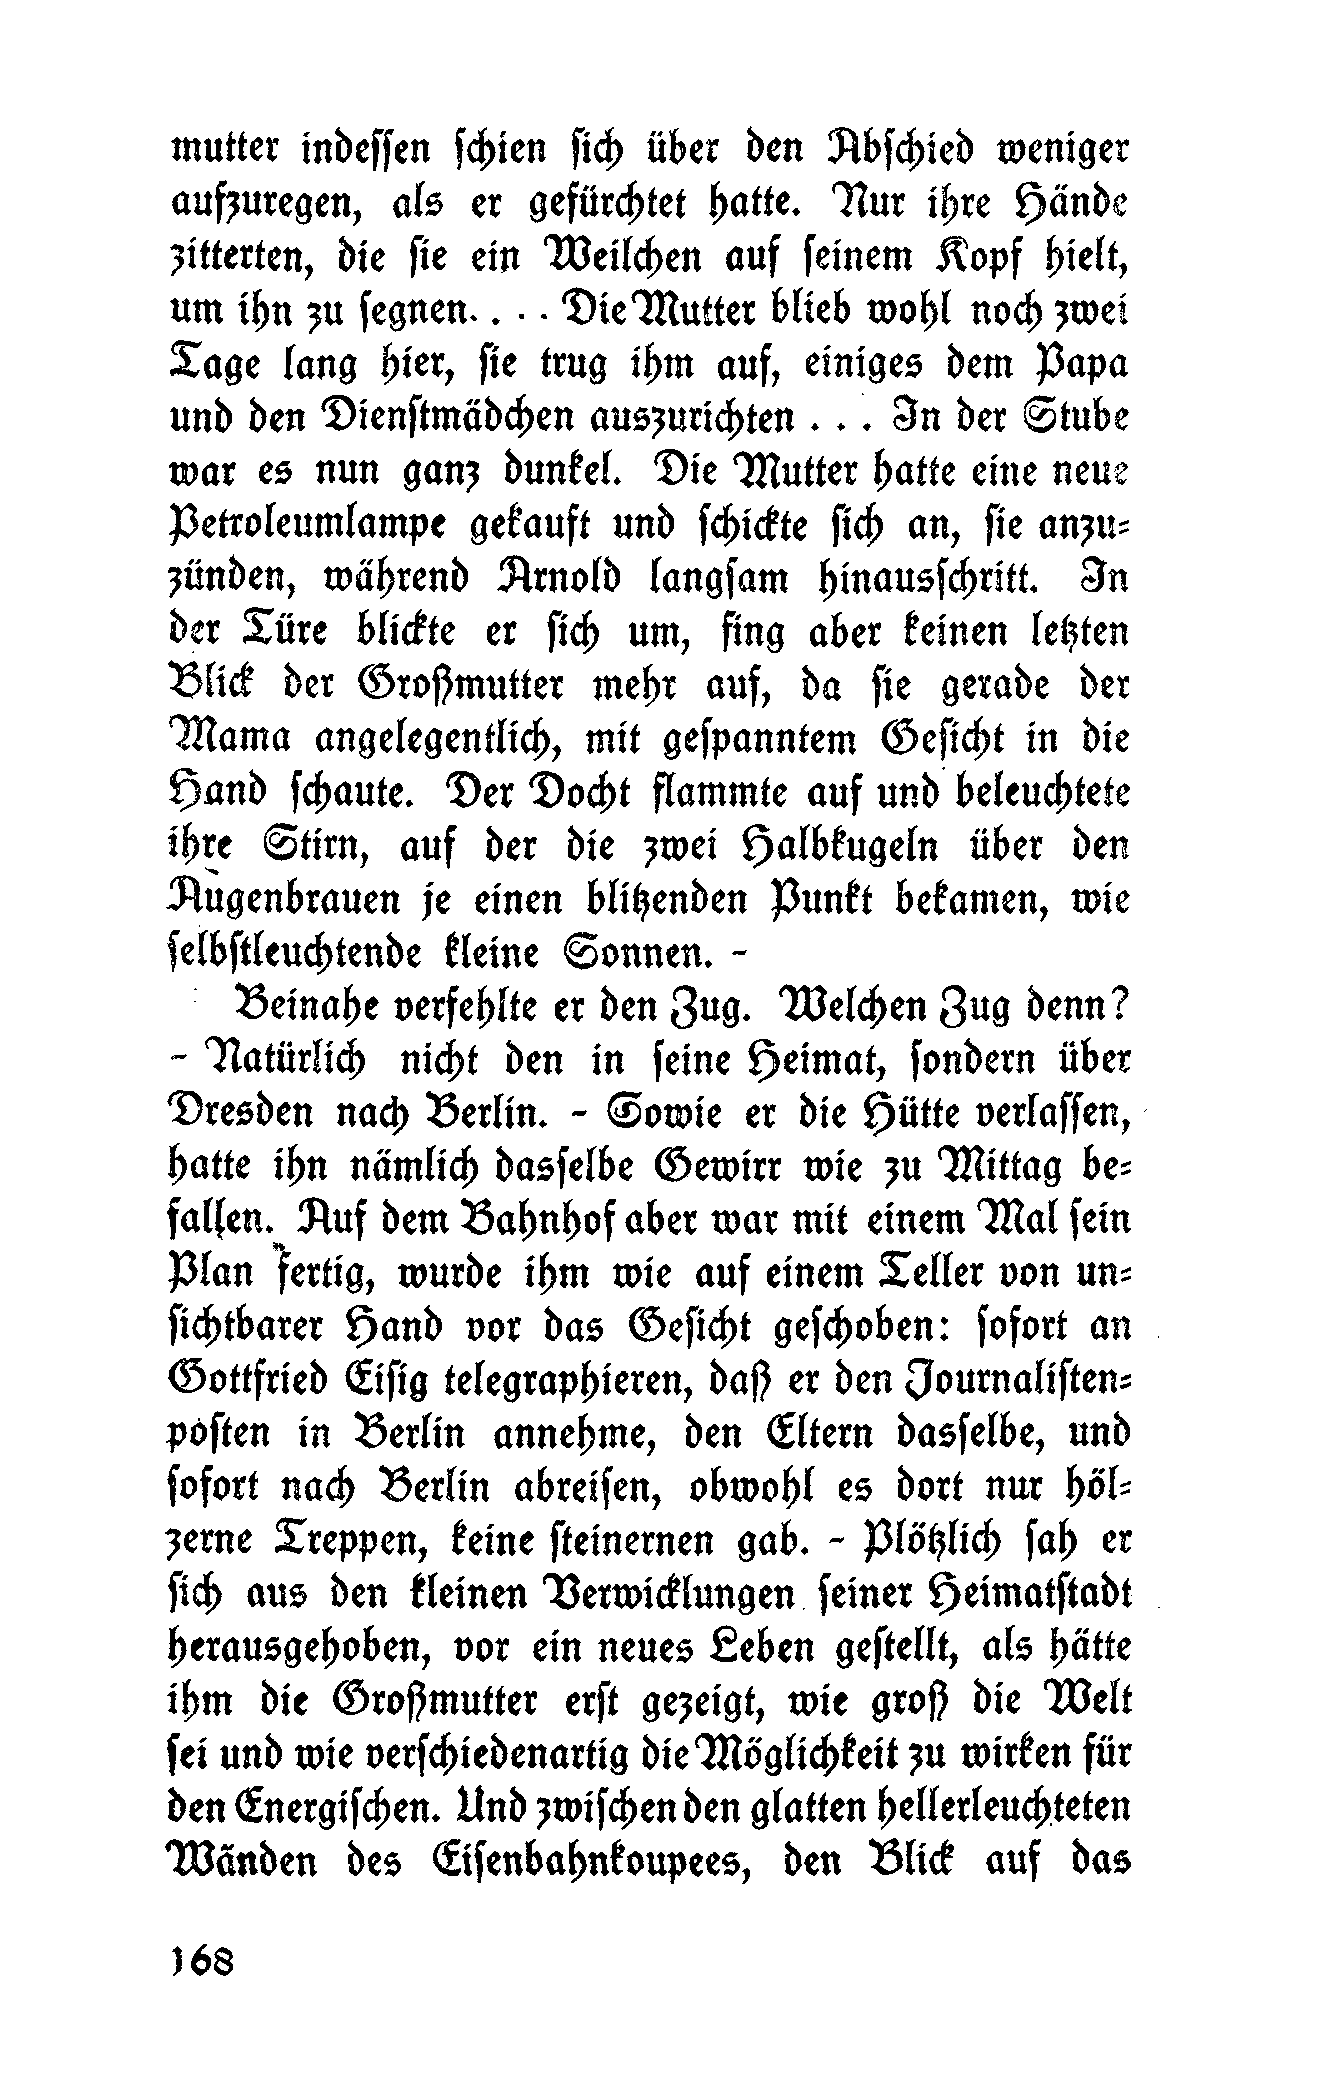 mutter indessen schien sich über den Abschied weniger
aufzuregen, als er gefürchtet hatte. Nur ihre Hände
zitterten, die sie ein Weilchen auf seinem Kopf hielt,
um ihn zu segnen. . . . Die Mutter blieb wohl noch zwei
Tage lang hier, sie trug ihm auf, einiges dem Papa
und den Dienstmädchen auszurichten . . . In der Stube
war es nun ganz dunkel. Die Mutter hatte eine neue
Petroleumlampe gekauft und schickte sich an, sie anzu-
zünden, während Arnold langsam hinausschritt. In
der Türe blickte er sich um, fing aber keinen letzten
Blick der Großmutter mehr auf, da sie gerade der
Mama angelegentlich, mit gespanntem Gesicht in die
Hand schaute. Der Docht flammte auf und beleuchtete
ihre Stirn, auf der die zwei Halbkugeln über den
Augenbrauen je einen blitzenden Punkt bekamen, wie
selbstleuchtende kleine Sonnen. –
Beinahe verfehlte er den Zug. Welchen Zug denn?
– Natürlich nicht den in seine Heimat, sondern über
Dresden nach Berlin. – Sowie er die Hütte verlassen,
hatte ihn nämlich dasselbe Gewirr wie zu Mittag be-
fallen. Auf dem Bahnhof aber war mit einem Mal sein
Plan fertig, wurde ihm wie auf einem Teller von un-
sichtbarer Hand vor das Gesicht geschoben: sofort an
Gottfried Eisig telegraphieren, daß er den Journalisten-
posten in Berlin annehme, den Eltern dasselbe, und
sofort nach Berlin abreisen, obwohl es dort nur höl-
zerne Treppen, keine steinernen gab. – Plötzlich sah er
sich aus den kleinen Verwicklungen seiner Heimatstadt
herausgehoben, vor ein neues Leben gestellt, als hätte
ihm die Großmutter erst gezeigt, wie groß die Welt
sei und wie verschiedenartig die Möglichkeit zu wirken für
den Energischen. Und zwischen den glatten hellerleuchteten
Wänden des Eisenbahnkoupees, den Blick auf das
168